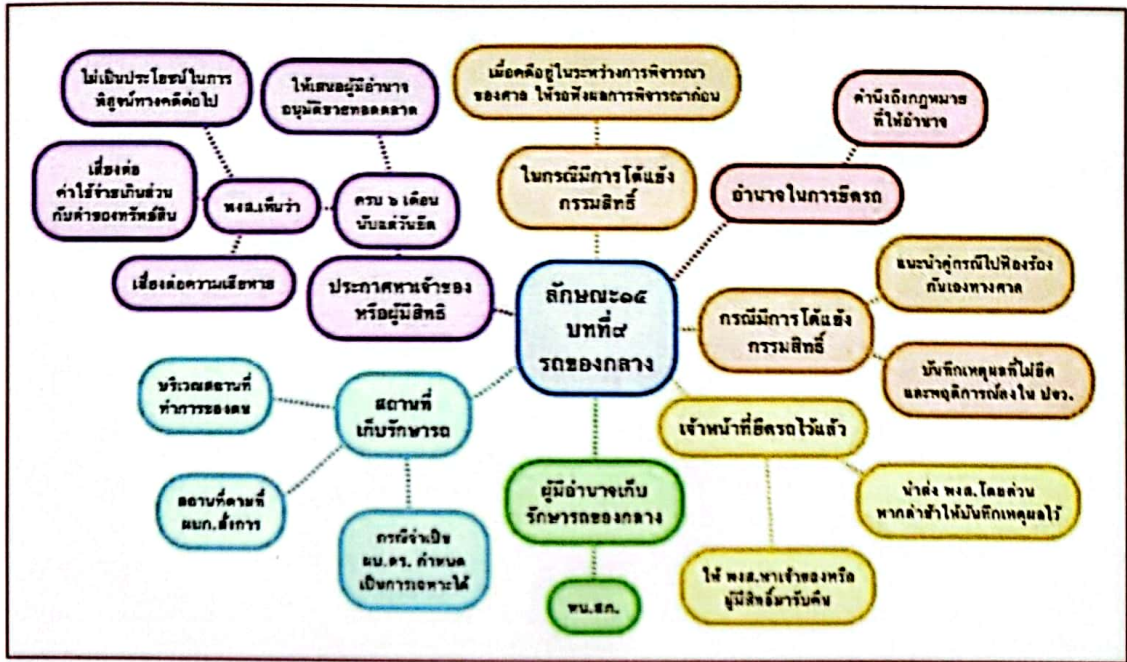 ไม่เป็นประโยชน์ในการ
พิสูจน์ทางคดีต่อไป
ให้เสนอผู้มีอำนาจ
อนุมัติขายทอดตลาด
เสี่ยงต่อ
ค่าใช้จ่ายเกินส่วน
กับค่าของทรัพย์สิน
พงส.เห็นว่า
ครบ ๖ เดือน
นับแต่วันยึด
เสี่ยงต่อความเสียหาย
ประกาศหาเจ้าของ
หรือผู้มีสิทธิ
เมื่อคดีอยู่ในระหว่างการพิจารณา
ของศาล ให้รอฟังผลการพิจารณาก่อน
ในกรณีมีการโต้แย้ง
กรรมสิทธิ์
คำนึงถึงกฎหมาย
ที่ให้อำนาจ
อำนาจในการยึดรถ
ลักษณะ๑๕
บทที่๙
รถของกลาง
แนะนำคู่กรณีไปฟ้องร้อง
กันเองทางศาล
กรณีมีการโต้แย้ง
กรรมสิทธิ์
บันทึกเหตุผลที่ไม่ยึด
และพฤติการณ์ลงใน ปจว.
บริเวณสถานที่
ทำการของตน
สถานที่
เก็บรักษารถ
สถานที่ตามที่
ผบก.สั่งการ
กรณีจำเป็น
ผบ.ตร. กำหนด
เป็นการเฉพาะได้
ผู้มีอำนาจเก็บ
รักษารถของกลาง
หน.สถ.
เจ้าหน้าที่ยึดรถไว้แล้ว
นำส่ง พงส.โดยด่วน
หากล่าช้าให้บันทึกเหตุผลไว้
ให้ พงส.หาเจ้าของหรือ
ผู้มีสิทธิ์มารับคืน